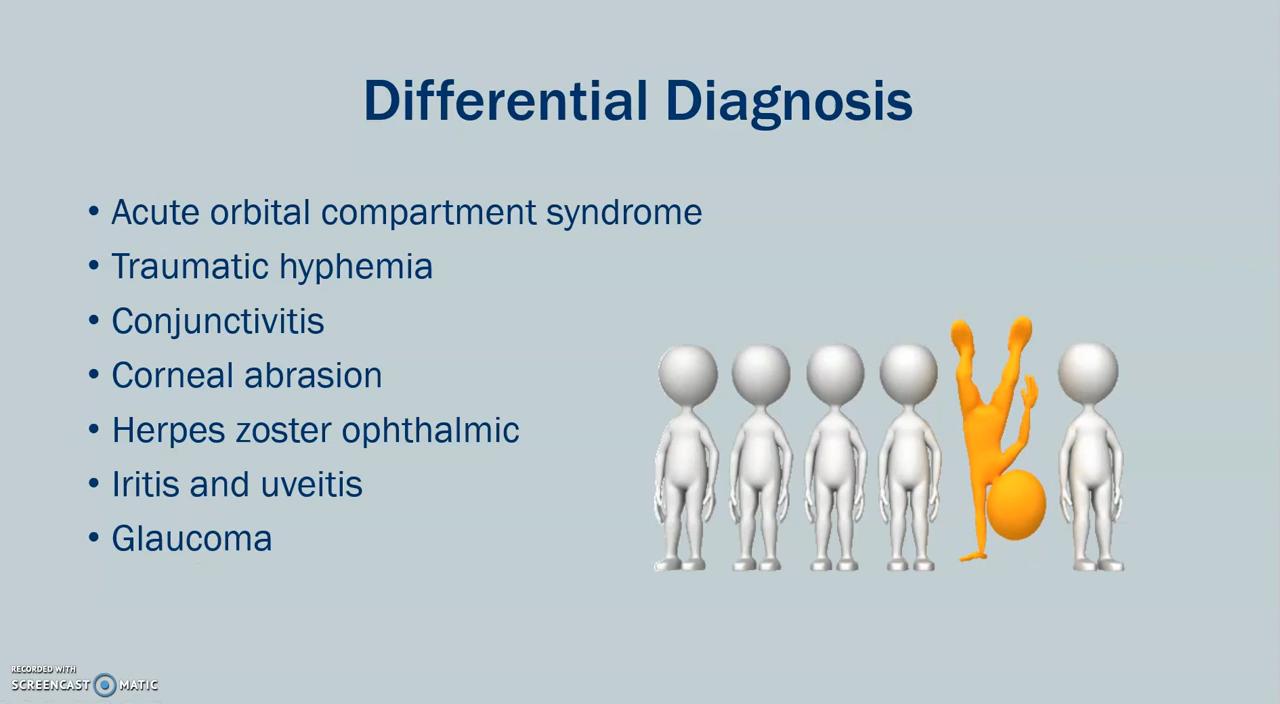 Differential Diagnosis
• Acute orbital compartment syndrome
• Traumatic hyphemia
• Conjunctivitis
• Corneal abrasion
• Herpes zoster ophthalmic
• Iritis and uveitis
• Glaucoma
RECORDED WITH
SCREENCAST MATIC